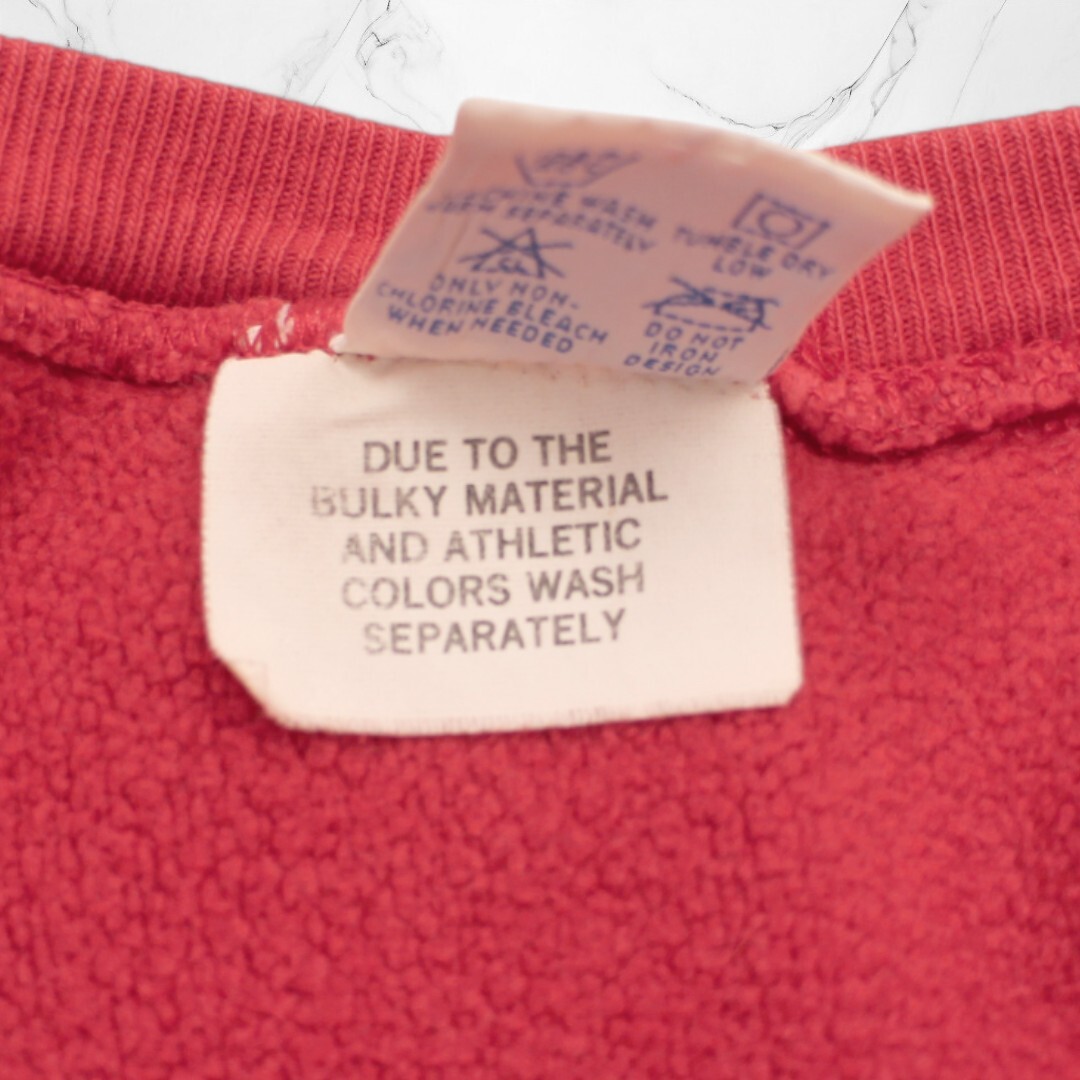 MACHINE WASH
WASH SEPARATELY
TUMBLE DRY
LOW
ONLY NON-
CHLORINE BLEACH
WHEN NEEDED
DO NOT
IRON
DESIGN
DUE TO THE
BULKY MATERIAL
AND ATHLETIC
COLORS WASH
SEPARATELY